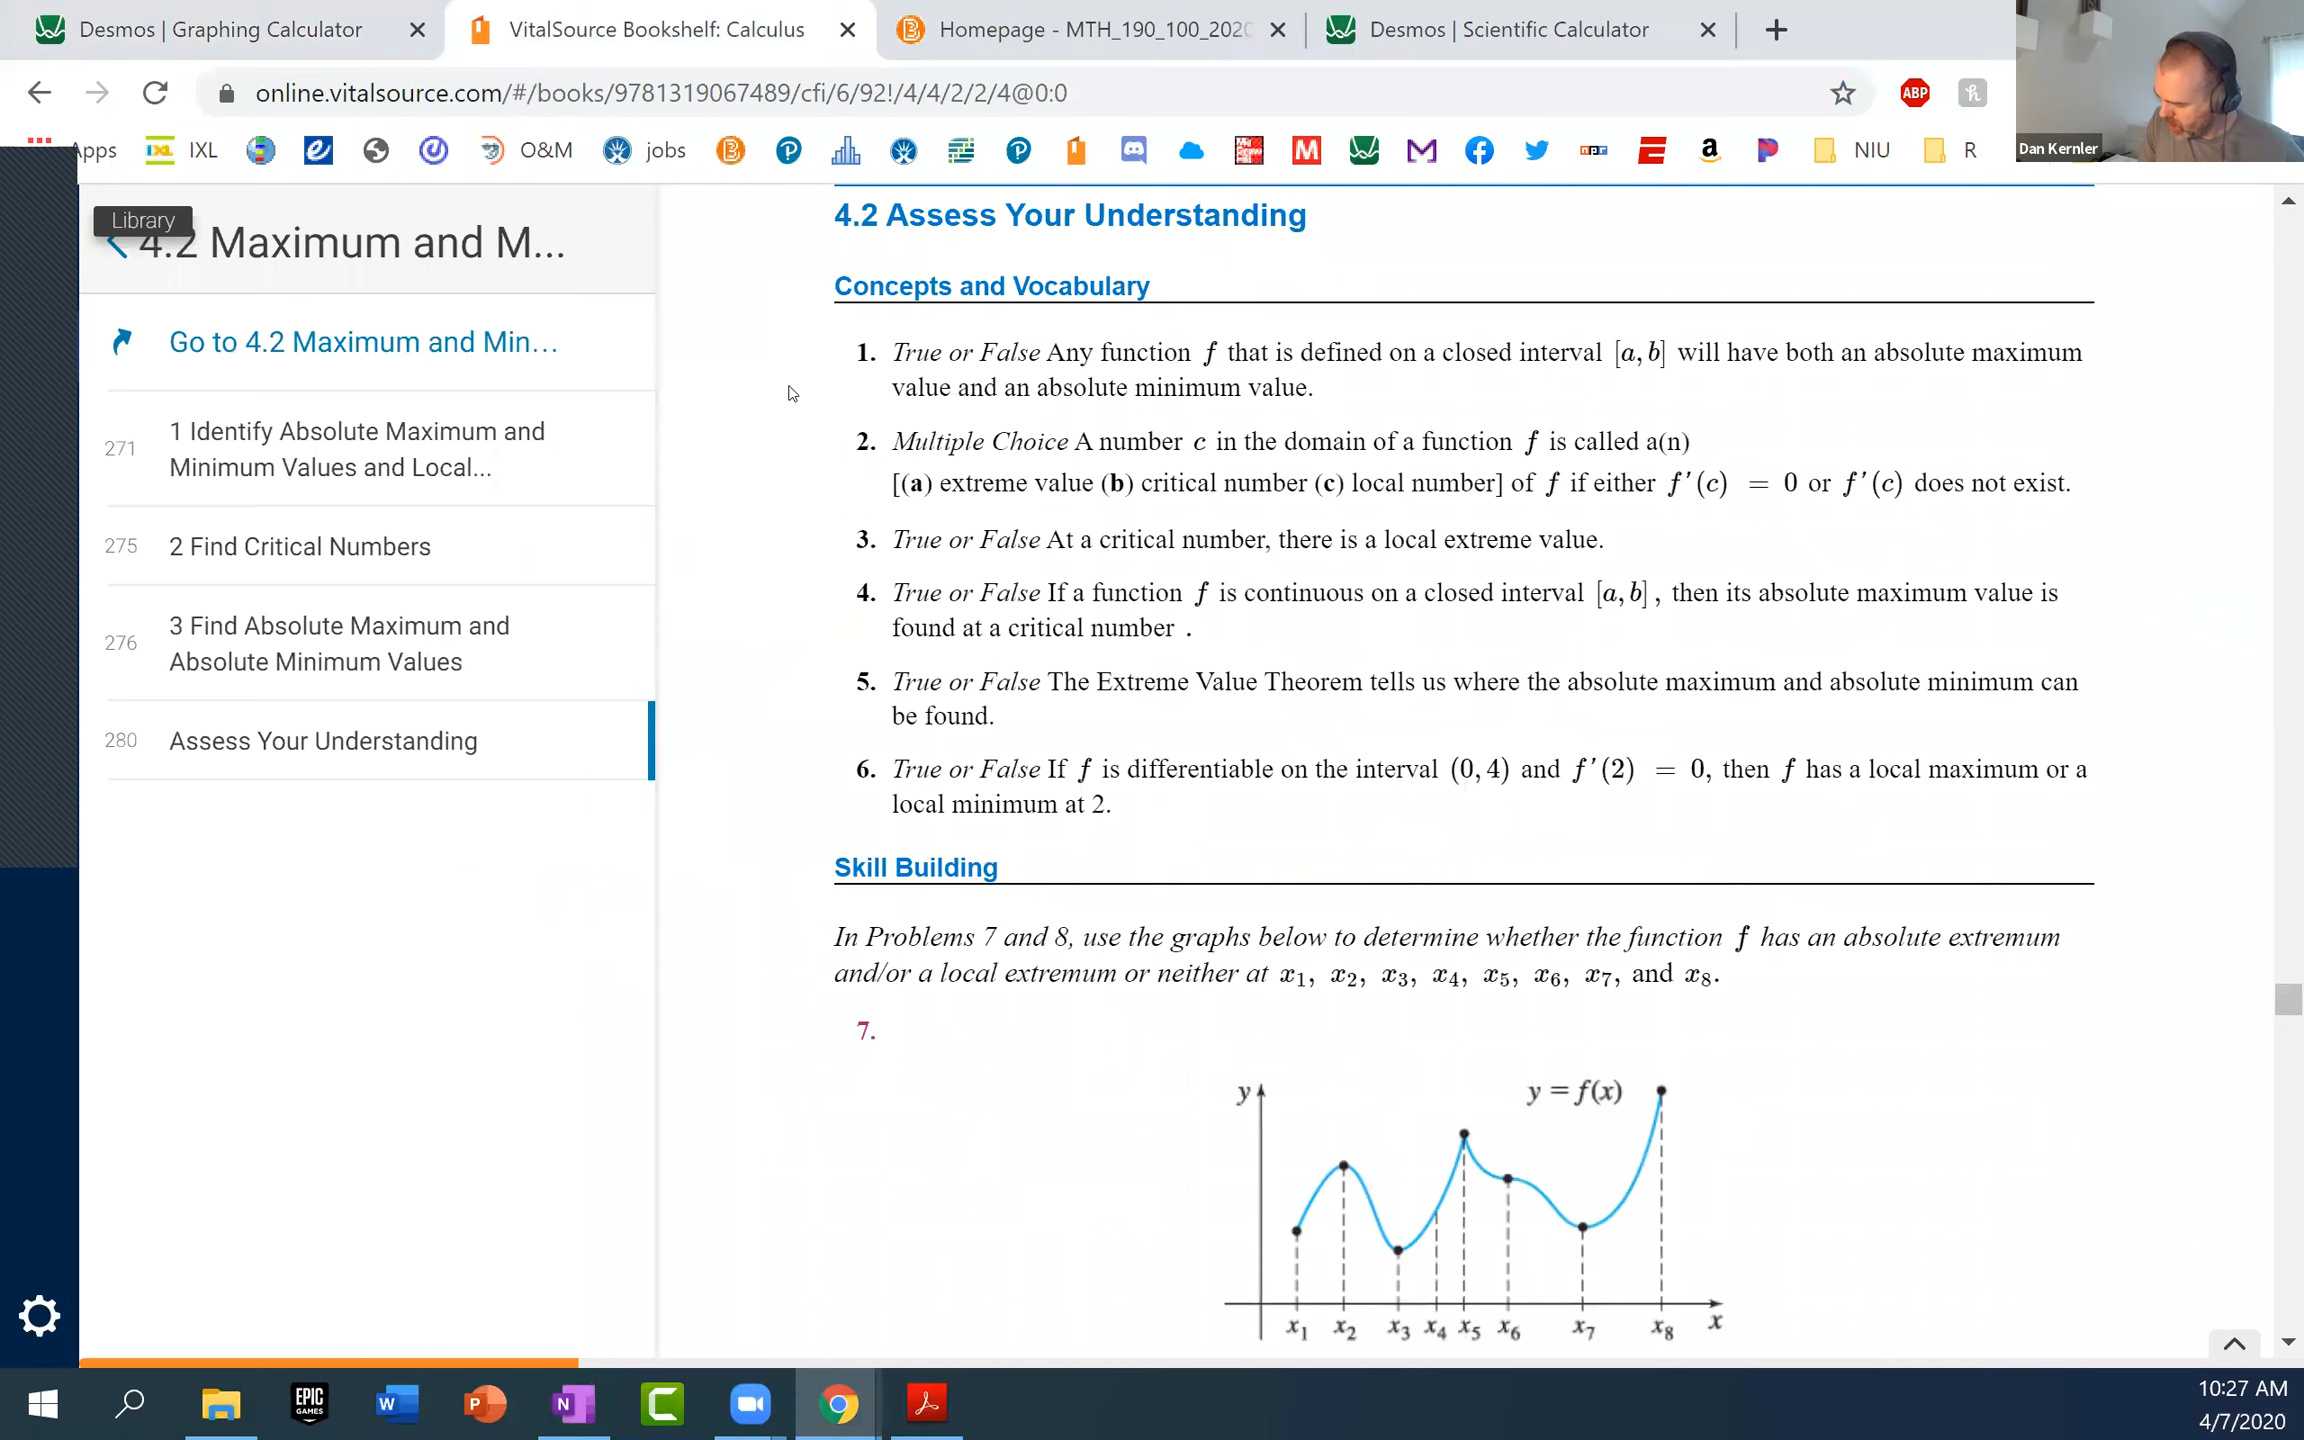 Desmos | Graphing Calculator
VitalSource Bookshelf: Calculus
Homepage - MTH_190_100_202
Desmos | Scientific Calculator
online.vitalsource.com/#/books/9781319067489/cfi/6/92!/4/4/2/2/4@0:0
ABP
Apps
IXL
IXL
O&M
jobs
NIU
R
Dan Kernler
Library
4.2 Maximum and M...
Go to 4.2 Maximum and Min...
271
1 Identify Absolute Maximum and
Minimum Values and Local...
275 2 Find Critical Numbers
276
3 Find Absolute Maximum and
Absolute Minimum Values
280 Assess Your Understanding
4.2 Assess Your Understanding
Concepts and Vocabulary
1. True or False Any function f that is defined on a closed interval [a, b] will have both an absolute maximum
value and an absolute minimum value.
2. Multiple Choice A number c in the domain of a function f is called a(n)
[(a) extreme value (b) critical number (c) local number] of f if either f′(c) = 0 or f′(c) does not exist.
3. True or False At a critical number, there is a local extreme value.
4. True or False If a function f is continuous on a closed interval [a, b], then its absolute maximum value is
found at a critical number .
5. True or False The Extreme Value Theorem tells us where the absolute maximum and absolute minimum can
be found.
6. True or False If f is differentiable on the interval (0, 4) and f′(2) = 0, then f has a local maximum or a
local minimum at 2.
Skill Building
In Problems 7 and 8, use the graphs below to determine whether the function f has an absolute extremum
and/or a local extremum or neither at x₁, x₂, x₃, x₄, x₅, x₆, x₇, and x₈.
7.
y
y = f(x)
x₁ x₂ x₃ x₄ x₅ x₆ x₇ x₈ x
EPIC
GAMES
10:27 AM
4/7/2020